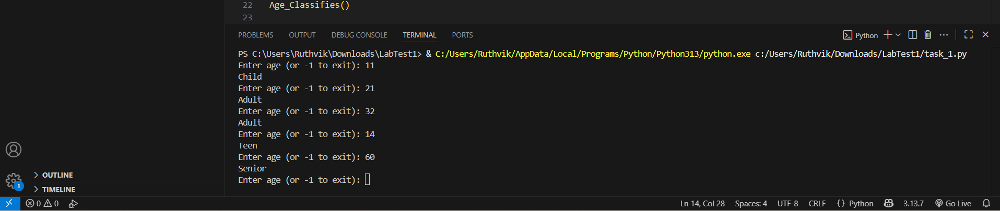 22 Age_Classifies()
23
PROBLEMS OUTPUT DEBUG CONSOLE TERMINAL PORTS Python
PS C:\Users\Ruthvik\Downloads\LabTest1> & C:/Users/Ruthvik/AppData/Local/Programs/Python/Python313/python.exe c:/Users/Ruthvik/Downloads/LabTest1/task_1.py
Enter age (or -1 to exit): 11
Child
Enter age (or -1 to exit): 21
Adult
Enter age (or -1 to exit): 32
Adult
Enter age (or -1 to exit): 14
Teen
Enter age (or -1 to exit): 60
Senior
Enter age (or -1 to exit):
OUTLINE
1
TIMELINE
0 0 Ln 14, Col 28 Spaces: 4 UTF-8 CRLF {} Python 3.13.7 Go Live